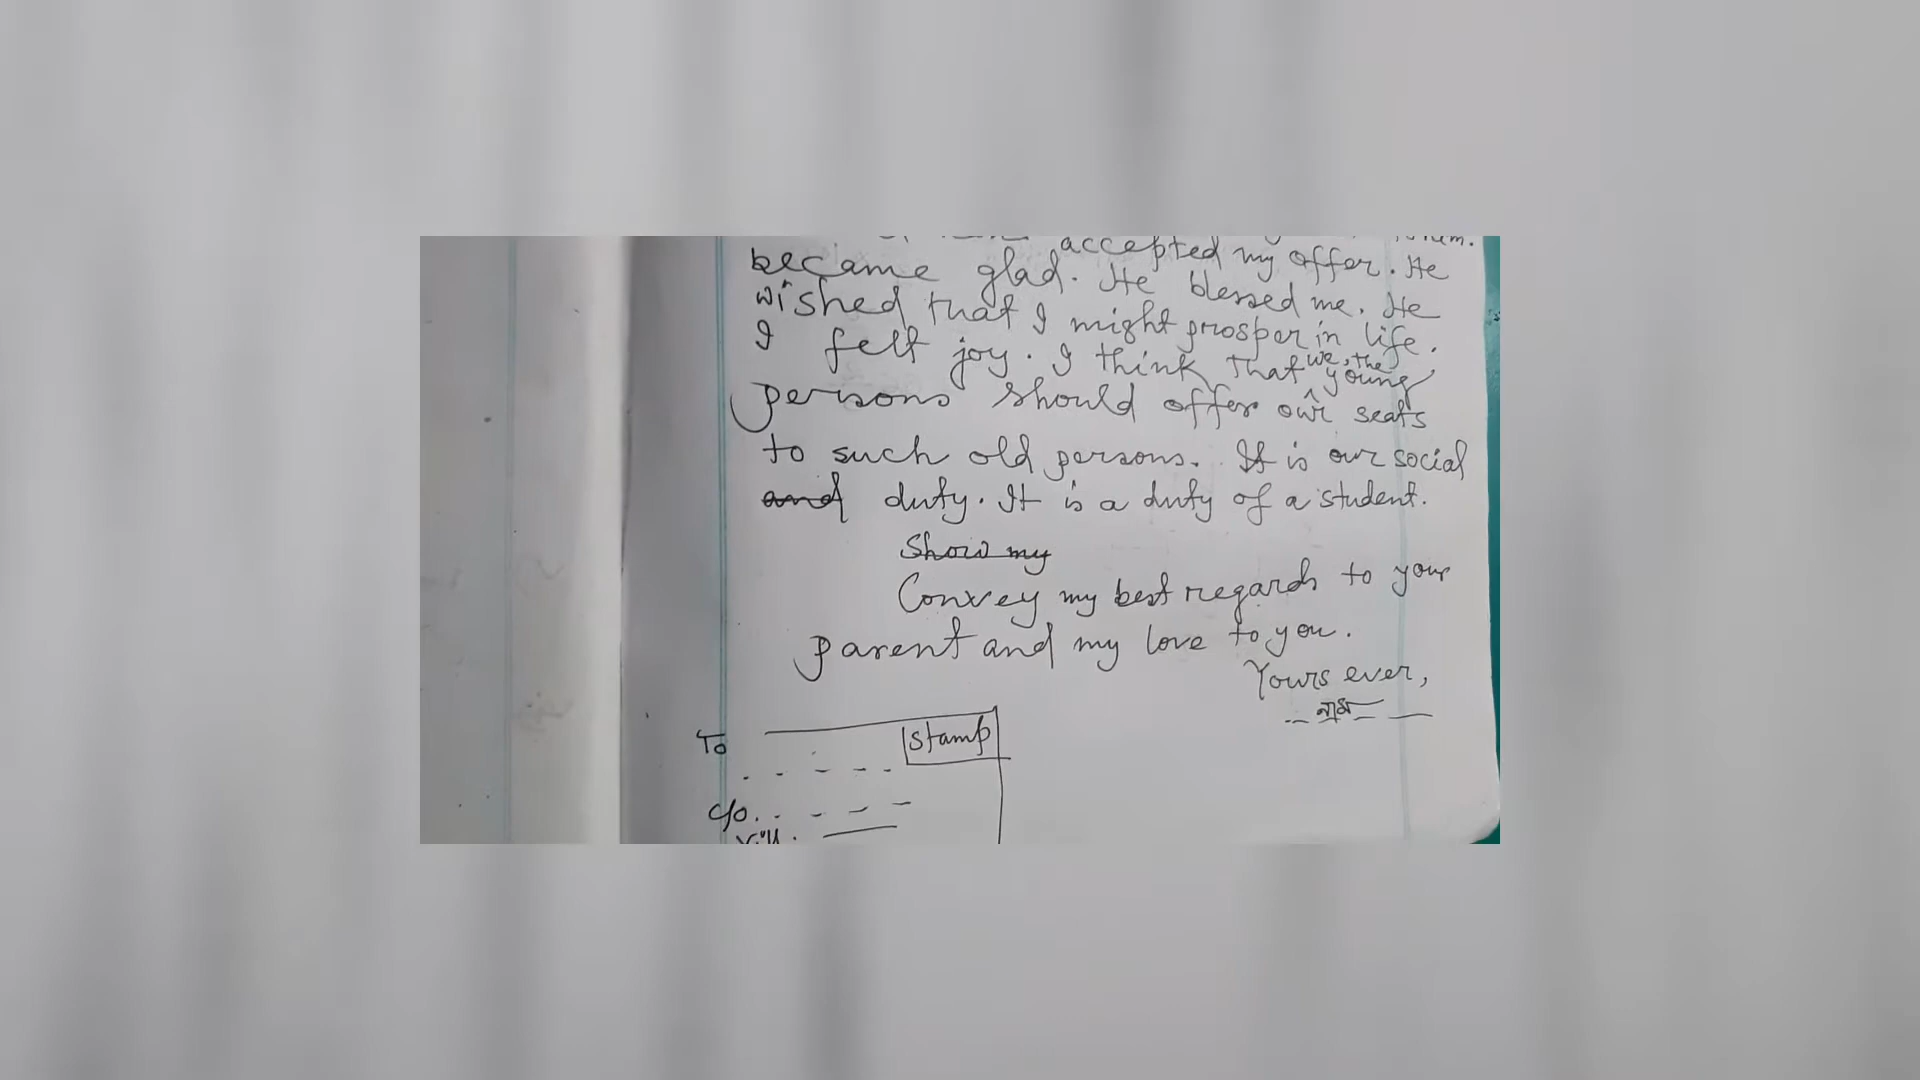 accepted my offer. He
became glad. He blessed me. He
wished that I might prosper in life.
I felt joy. I think that we, the young
persons should offer our seats
to such old persons. It is our social
and duty. It is a duty of a student.
Show my
Convey my best regards to your
parent and my love to you.
Yours ever,
নাম
To
Stamp
c/o.
Vill.